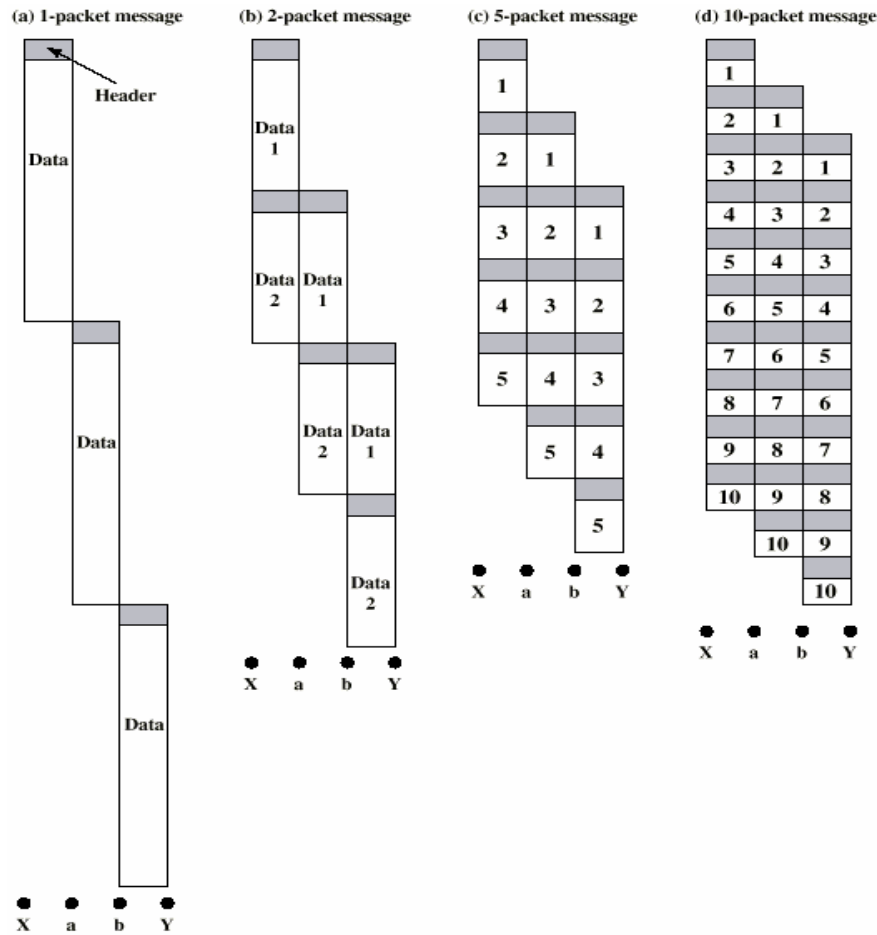 (a) 1-packet message
Header
Data
Data
Data
X a b Y
(b) 2-packet message
Data
1
Data Data
2 1
Data Data
2 1
Data
2
X a b Y
(c) 5-packet message
1
2 1
3 2 1
4 3 2
5 4 3
5 4
5
X a b Y
(d) 10-packet message
1
2 1
3 2 1
4 3 2
5 4 3
6 5 4
7 6 5
8 7 6
9 8 7
10 9 8
10 9
10
X a b Y